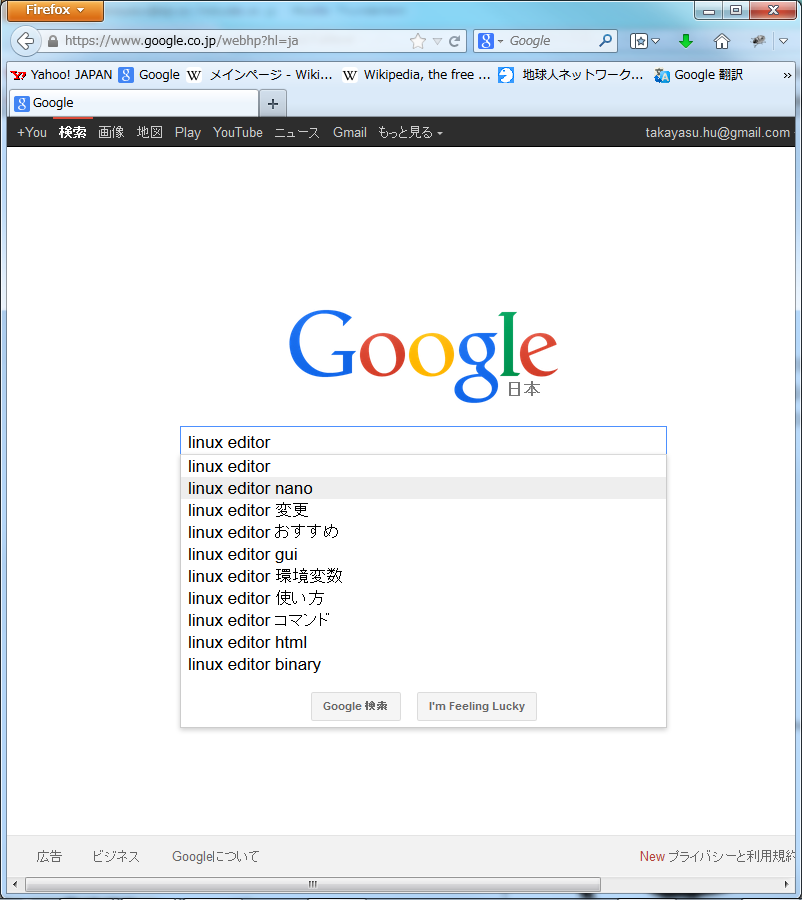 Firefox
https://www.google.co.jp/webhp?hl=ja
Google
Yahoo! JAPAN
Google
メインページ - Wiki...
Wikipedia, the free ...
地球人ネットワーク...
Google 翻訳
»
Google
+You 検索 画像 地図 Play YouTube ニュース Gmail もっと見る takayasu.hu@gmail.com
Google
日本
linux editor
linux editor
linux editor nano
linux editor 変更
linux editor おすすめ
linux editor gui
linux editor 環境変数
linux editor 使い方
linux editor コマンド
linux editor html
linux editor binary
Google 検索 I'm Feeling Lucky
広告 ビジネス Googleについて New プライバシーと利用規約